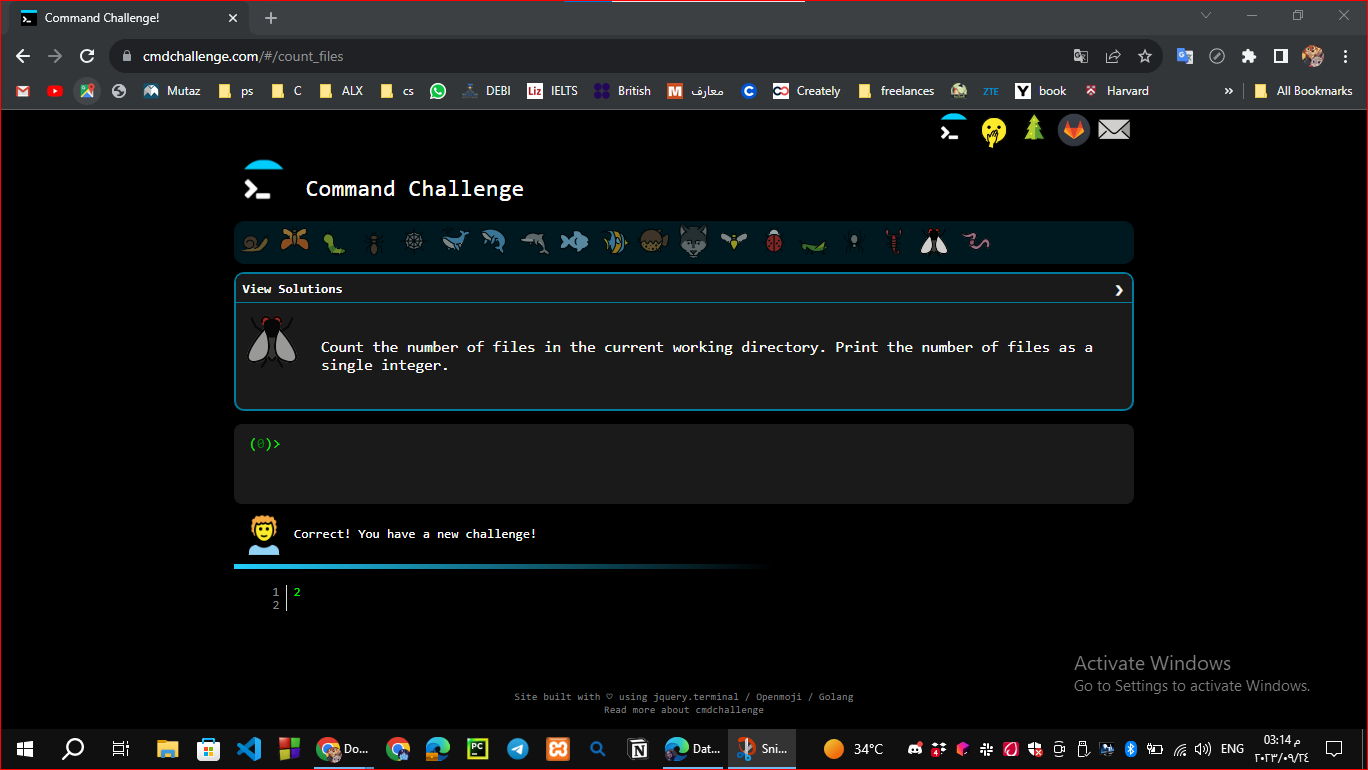 Command Challenge!
cmdchallenge.com/#/count_files
Mutaz
ps
C
ALX
cs
DEBI
Liz
IELTS
British
M
معارف
C
Creately
freelances
ZTE
Y
book
Harvard
»
All Bookmarks
Command Challenge
View Solutions
Count the number of files in the current working directory. Print the number of files as a
single integer.
(0)>
Correct! You have a new challenge!
1 2
2
Activate Windows
Go to Settings to activate Windows.
Site built with ♡ using jquery.terminal / Openmoji / Golang
Read more about cmdchallenge
Do...
PC
Dat...
Sni...
34°C
ENG
03:14 م
٢٠٢٣/٠٩/٢٤